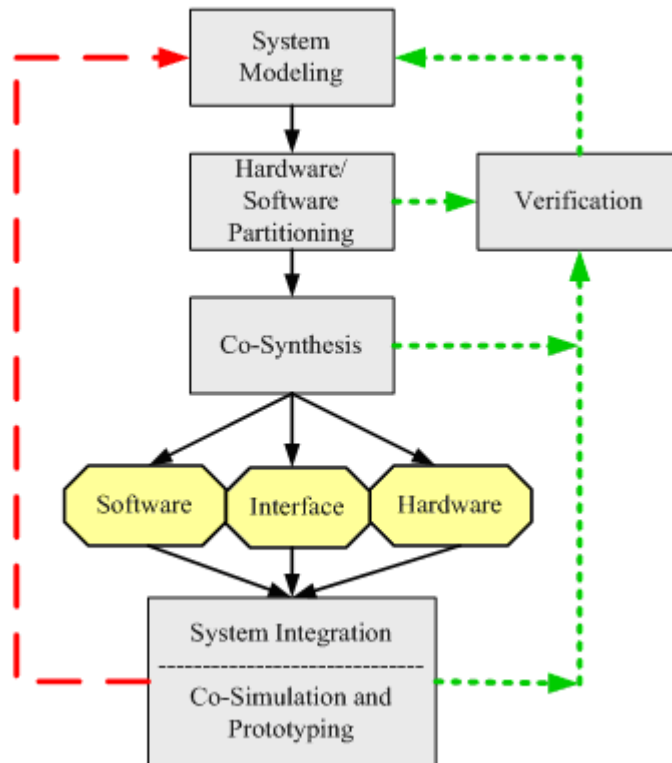 System
Modeling
Hardware/
Software
Partitioning
Verification
Co-Synthesis
Software
Interface
Hardware
System Integration
Co-Simulation and
Prototyping